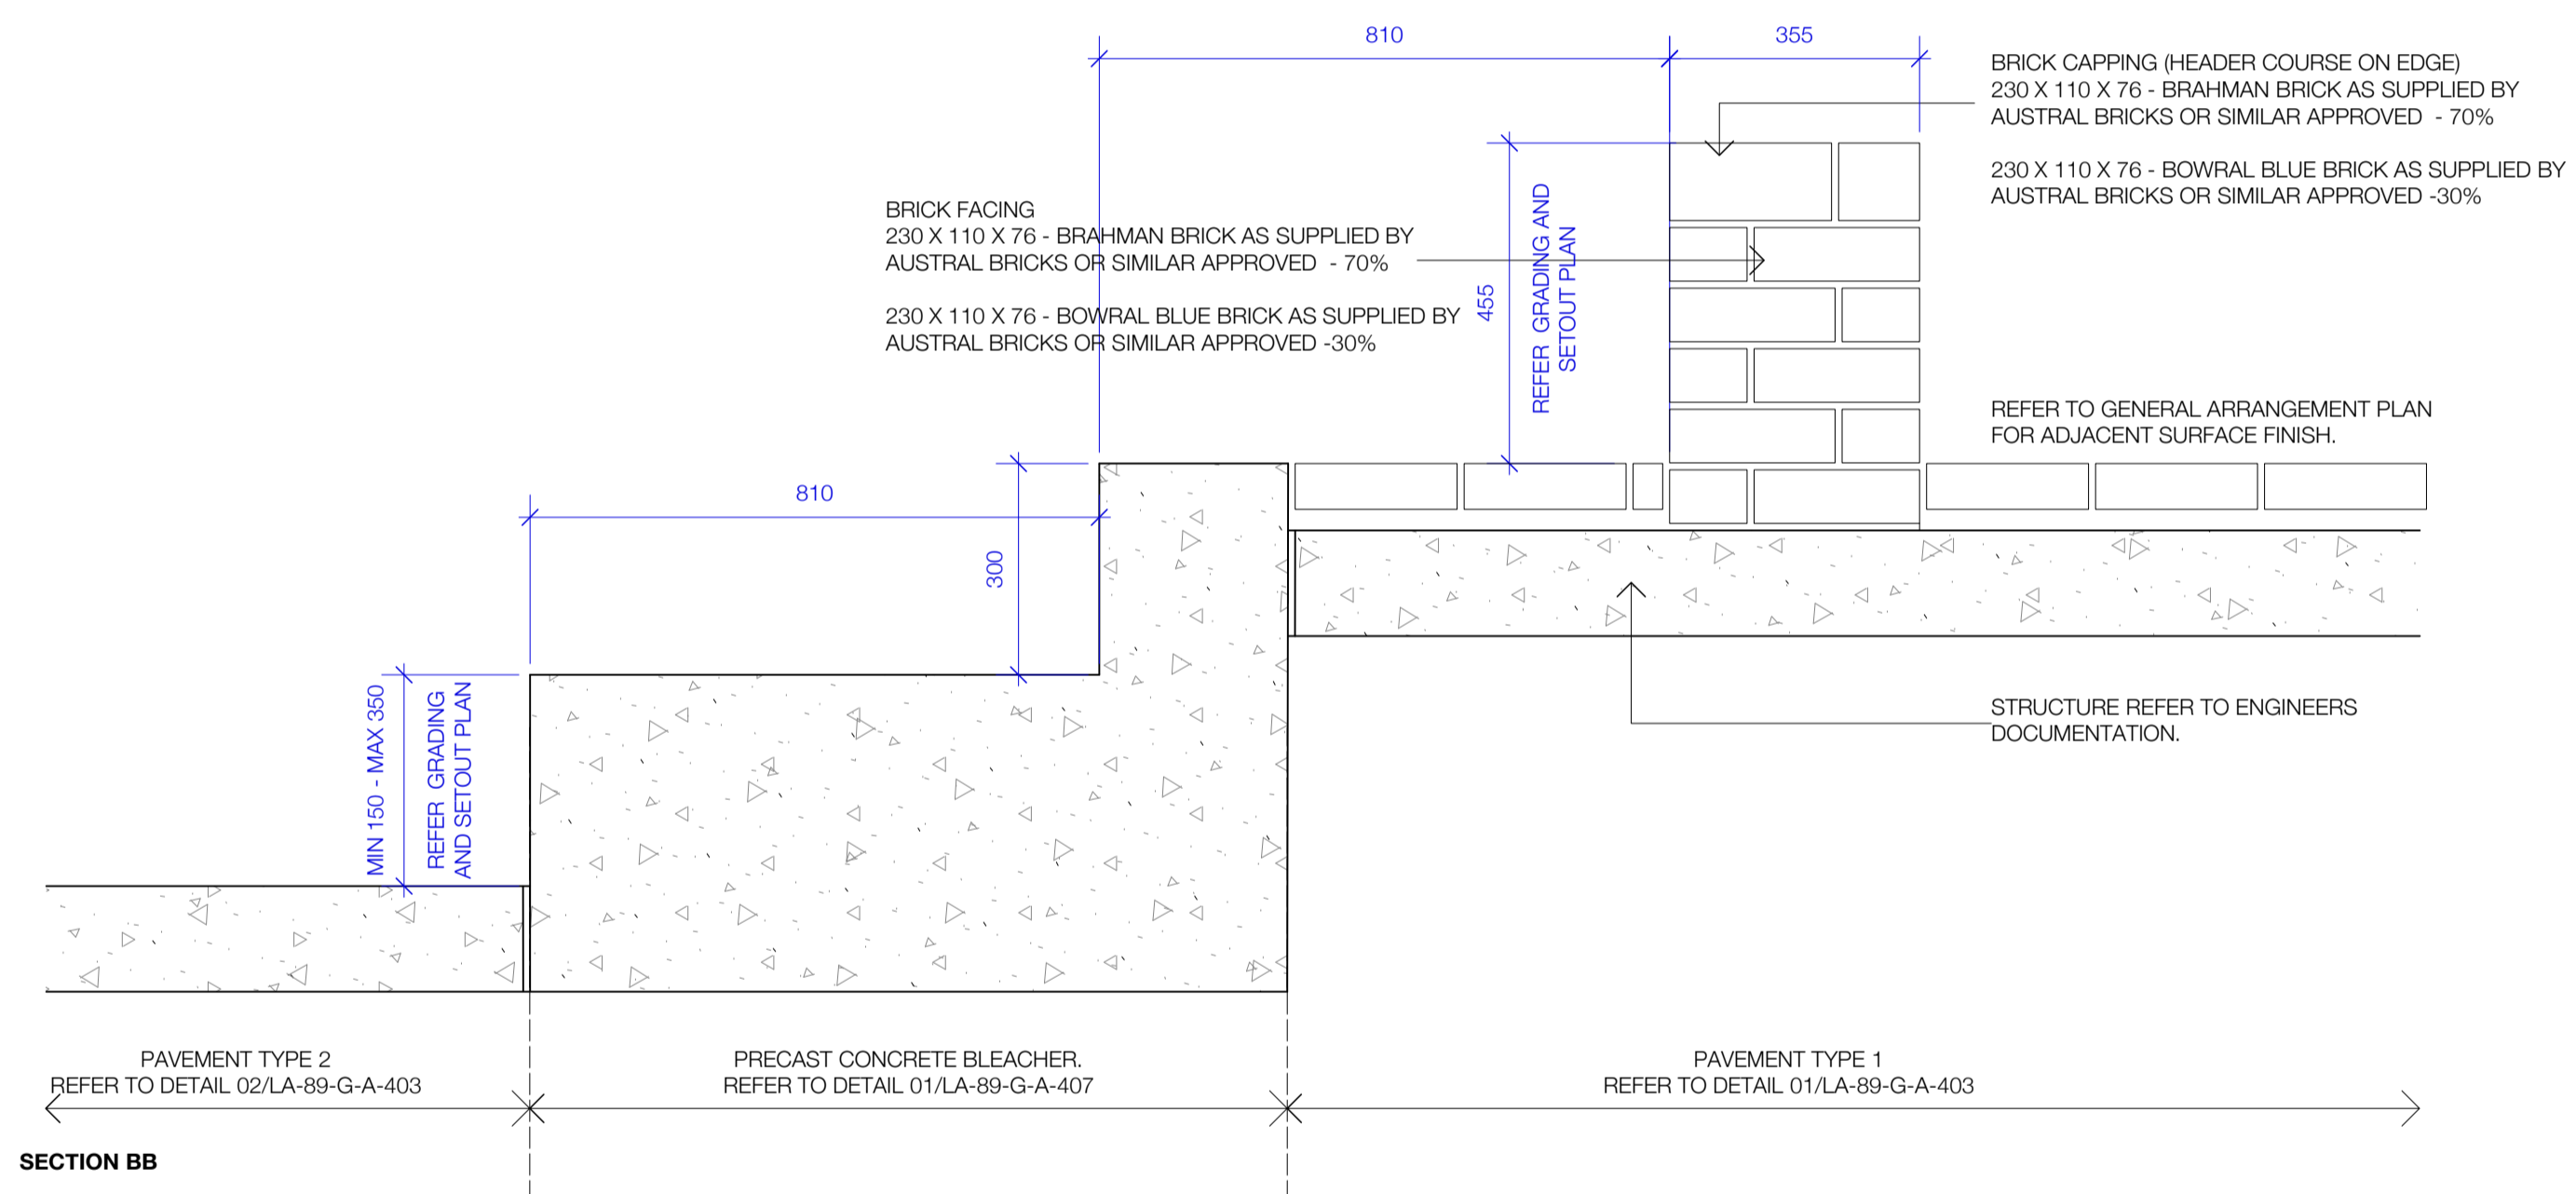 810
355
BRICK CAPPING (HEADER COURSE ON EDGE)
230 X 110 X 76 - BRAHMAN BRICK AS SUPPLIED BY
AUSTRAL BRICKS OR SIMILAR APPROVED - 70%
230 X 110 X 76 - BOWRAL BLUE BRICK AS SUPPLIED BY
AUSTRAL BRICKS OR SIMILAR APPROVED -30%
BRICK FACING
230 X 110 X 76 - BRAHMAN BRICK AS SUPPLIED BY
AUSTRAL BRICKS OR SIMILAR APPROVED - 70%
230 X 110 X 76 - BOWRAL BLUE BRICK AS SUPPLIED BY
AUSTRAL BRICKS OR SIMILAR APPROVED -30%
455
REFER GRADING AND
SETOUT PLAN
REFER TO GENERAL ARRANGEMENT PLAN
FOR ADJACENT SURFACE FINISH.
810
300
MIN 150 - MAX 350
REFER GRADING
AND SETOUT PLAN
STRUCTURE REFER TO ENGINEERS
DOCUMENTATION.
PAVEMENT TYPE 2
REFER TO DETAIL 02/LA-89-G-A-403
PRECAST CONCRETE BLEACHER.
REFER TO DETAIL 01/LA-89-G-A-407
PAVEMENT TYPE 1
REFER TO DETAIL 01/LA-89-G-A-403
SECTION BB